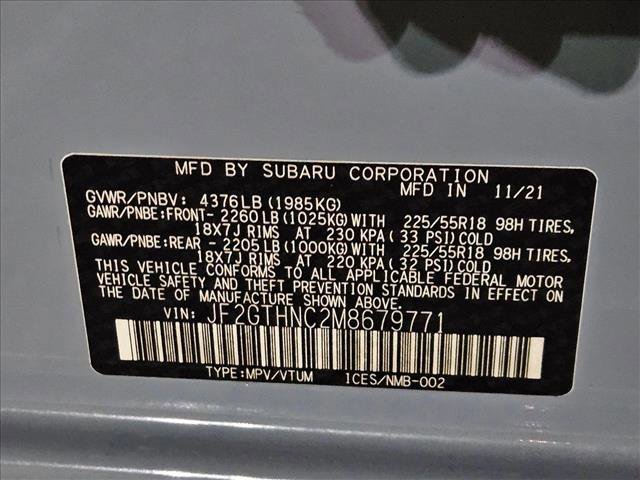 MFD BY SUBARU CORPORATION
MFD IN 11/21
GVWR/PNBV: 4376LB (1985KG)
GAWR/PNBE:FRONT- 2260LB(1025KG)WITH 225/55R18 98H TIRES,
18X7J RIMS AT 230 KPA(33 PSI)COLD
GAWR/PNBE:REAR - 2205LB(1000KG)WITH 225/55R18 98H TIRES,
18X7J RIMS AT 220 KPA(32 PSI)COLD
THIS VEHICLE CONFORMS TO ALL APPLICABLE FEDERAL MOTOR
VEHICLE SAFETY AND THEFT PREVENTION STANDARDS IN EFFECT ON
THE DATE OF MANUFACTURE SHOWN ABOVE.
VIN: JF2GTHNC2M8679771
TYPE:MPV/VTUM ICES/NMB-002